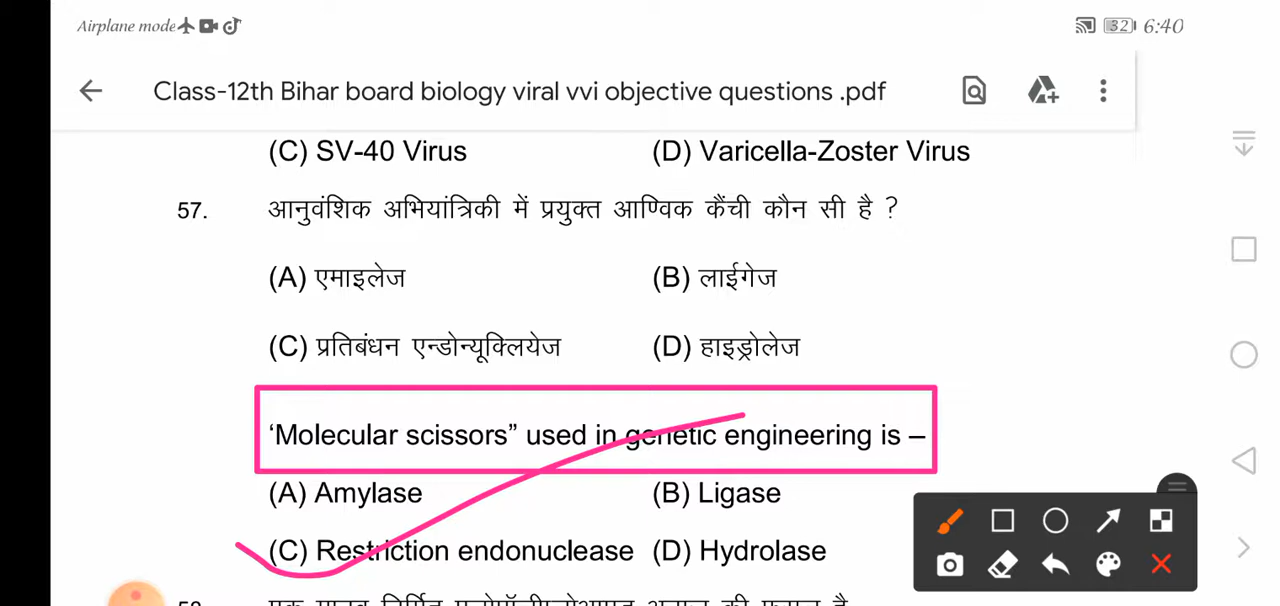 Airplane mode 32 6:40
Class-12th Bihar board biology viral vvi objective questions .pdf
(C) SV-40 Virus (D) Varicella-Zoster Virus
57. आनुवंशिक अभियांत्रिकी में प्रयुक्त आण्विक कैंची कौन सी है ?
(A) एमाइलेज (B) लाईगेज
(C) प्रतिबंधन एन्डोन्यूक्लियेज (D) हाइड्रोलेज
‘Molecular scissors” used in genetic engineering is –
(A) Amylase (B) Ligase
(C) Restriction endonuclease (D) Hydrolase